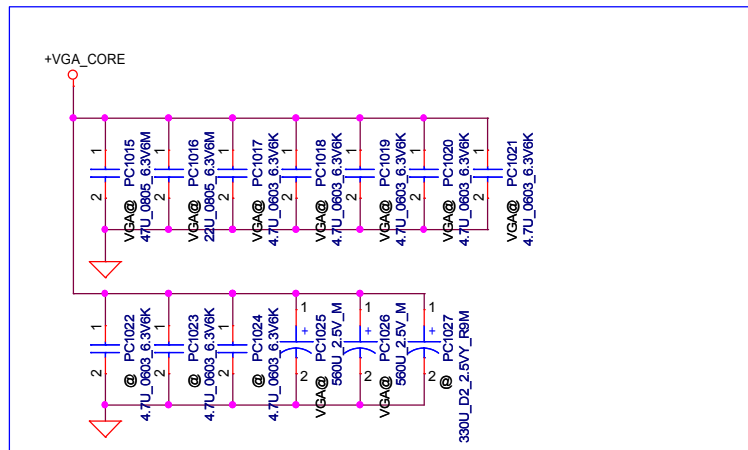 +VGA_CORE
1
2
PC1015
VGA@
47U_0805_6.3V6M
1
2
PC1016
VGA@
22U_0805_6.3V6M
1
2
PC1017
VGA@
4.7U_0603_6.3V6K
1
2
PC1018
VGA@
4.7U_0603_6.3V6K
1
2
PC1019
VGA@
4.7U_0603_6.3V6K
1
2
PC1020
VGA@
4.7U_0603_6.3V6K
1
2
PC1021
VGA@
4.7U_0603_6.3V6K
1
2
PC1022
@
4.7U_0603_6.3V6K
1
2
PC1023
@
4.7U_0603_6.3V6K
1
2
PC1024
@
4.7U_0603_6.3V6K
1
+
2
PC1025
VGA@
560U_2.5V_M
1
+
2
PC1026
VGA@
560U_2.5V_M
1
+
2
PC1027
@
330U_D2_2.5VY_R9M